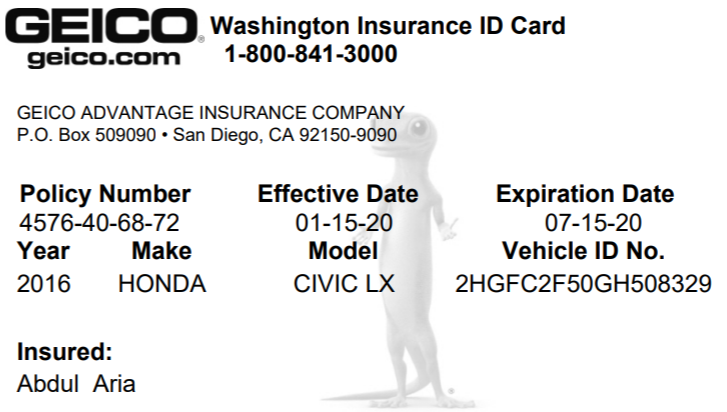 GEICO® Washington Insurance ID Card
geico.com 1-800-841-3000
GEICO ADVANTAGE INSURANCE COMPANY
P.O. Box 509090 • San Diego, CA 92150-9090
Policy Number Effective Date Expiration Date
4576-40-68-72 01-15-20 07-15-20
Year Make Model Vehicle ID No.
2016 HONDA CIVIC LX 2HGFC2F50GH508329
Insured:
Abdul Aria